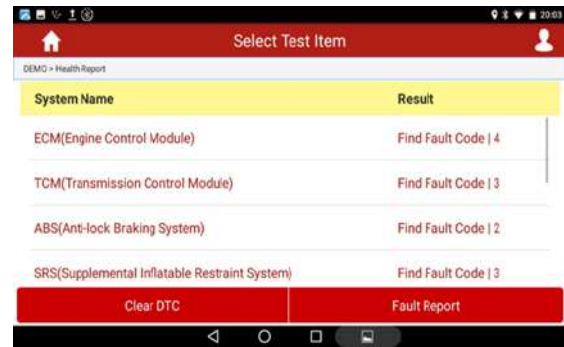 20:03
Select Test Item
DEMO > Health Report
System Name Result
ECM(Engine Control Module) Find Fault Code | 4
TCM(Transmission Control Module) Find Fault Code | 3
ABS(Anti-lock Braking System) Find Fault Code | 2
SRS(Supplemental Inflatable Restraint System) Find Fault Code | 3
Clear DTC Fault Report